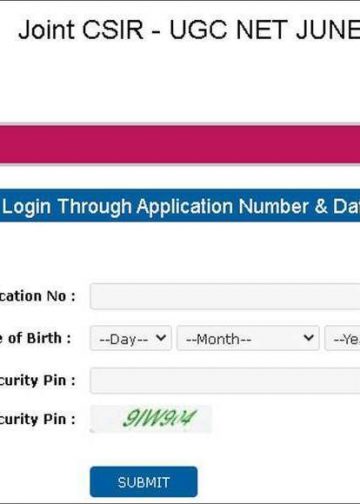 Joint CSIR - UGC NET JUNE
Login Through Application Number & Da
cation No :
e of Birth : --Day-- --Month-- --Ye
curity Pin :
curity Pin : 9IW904
SUBMIT